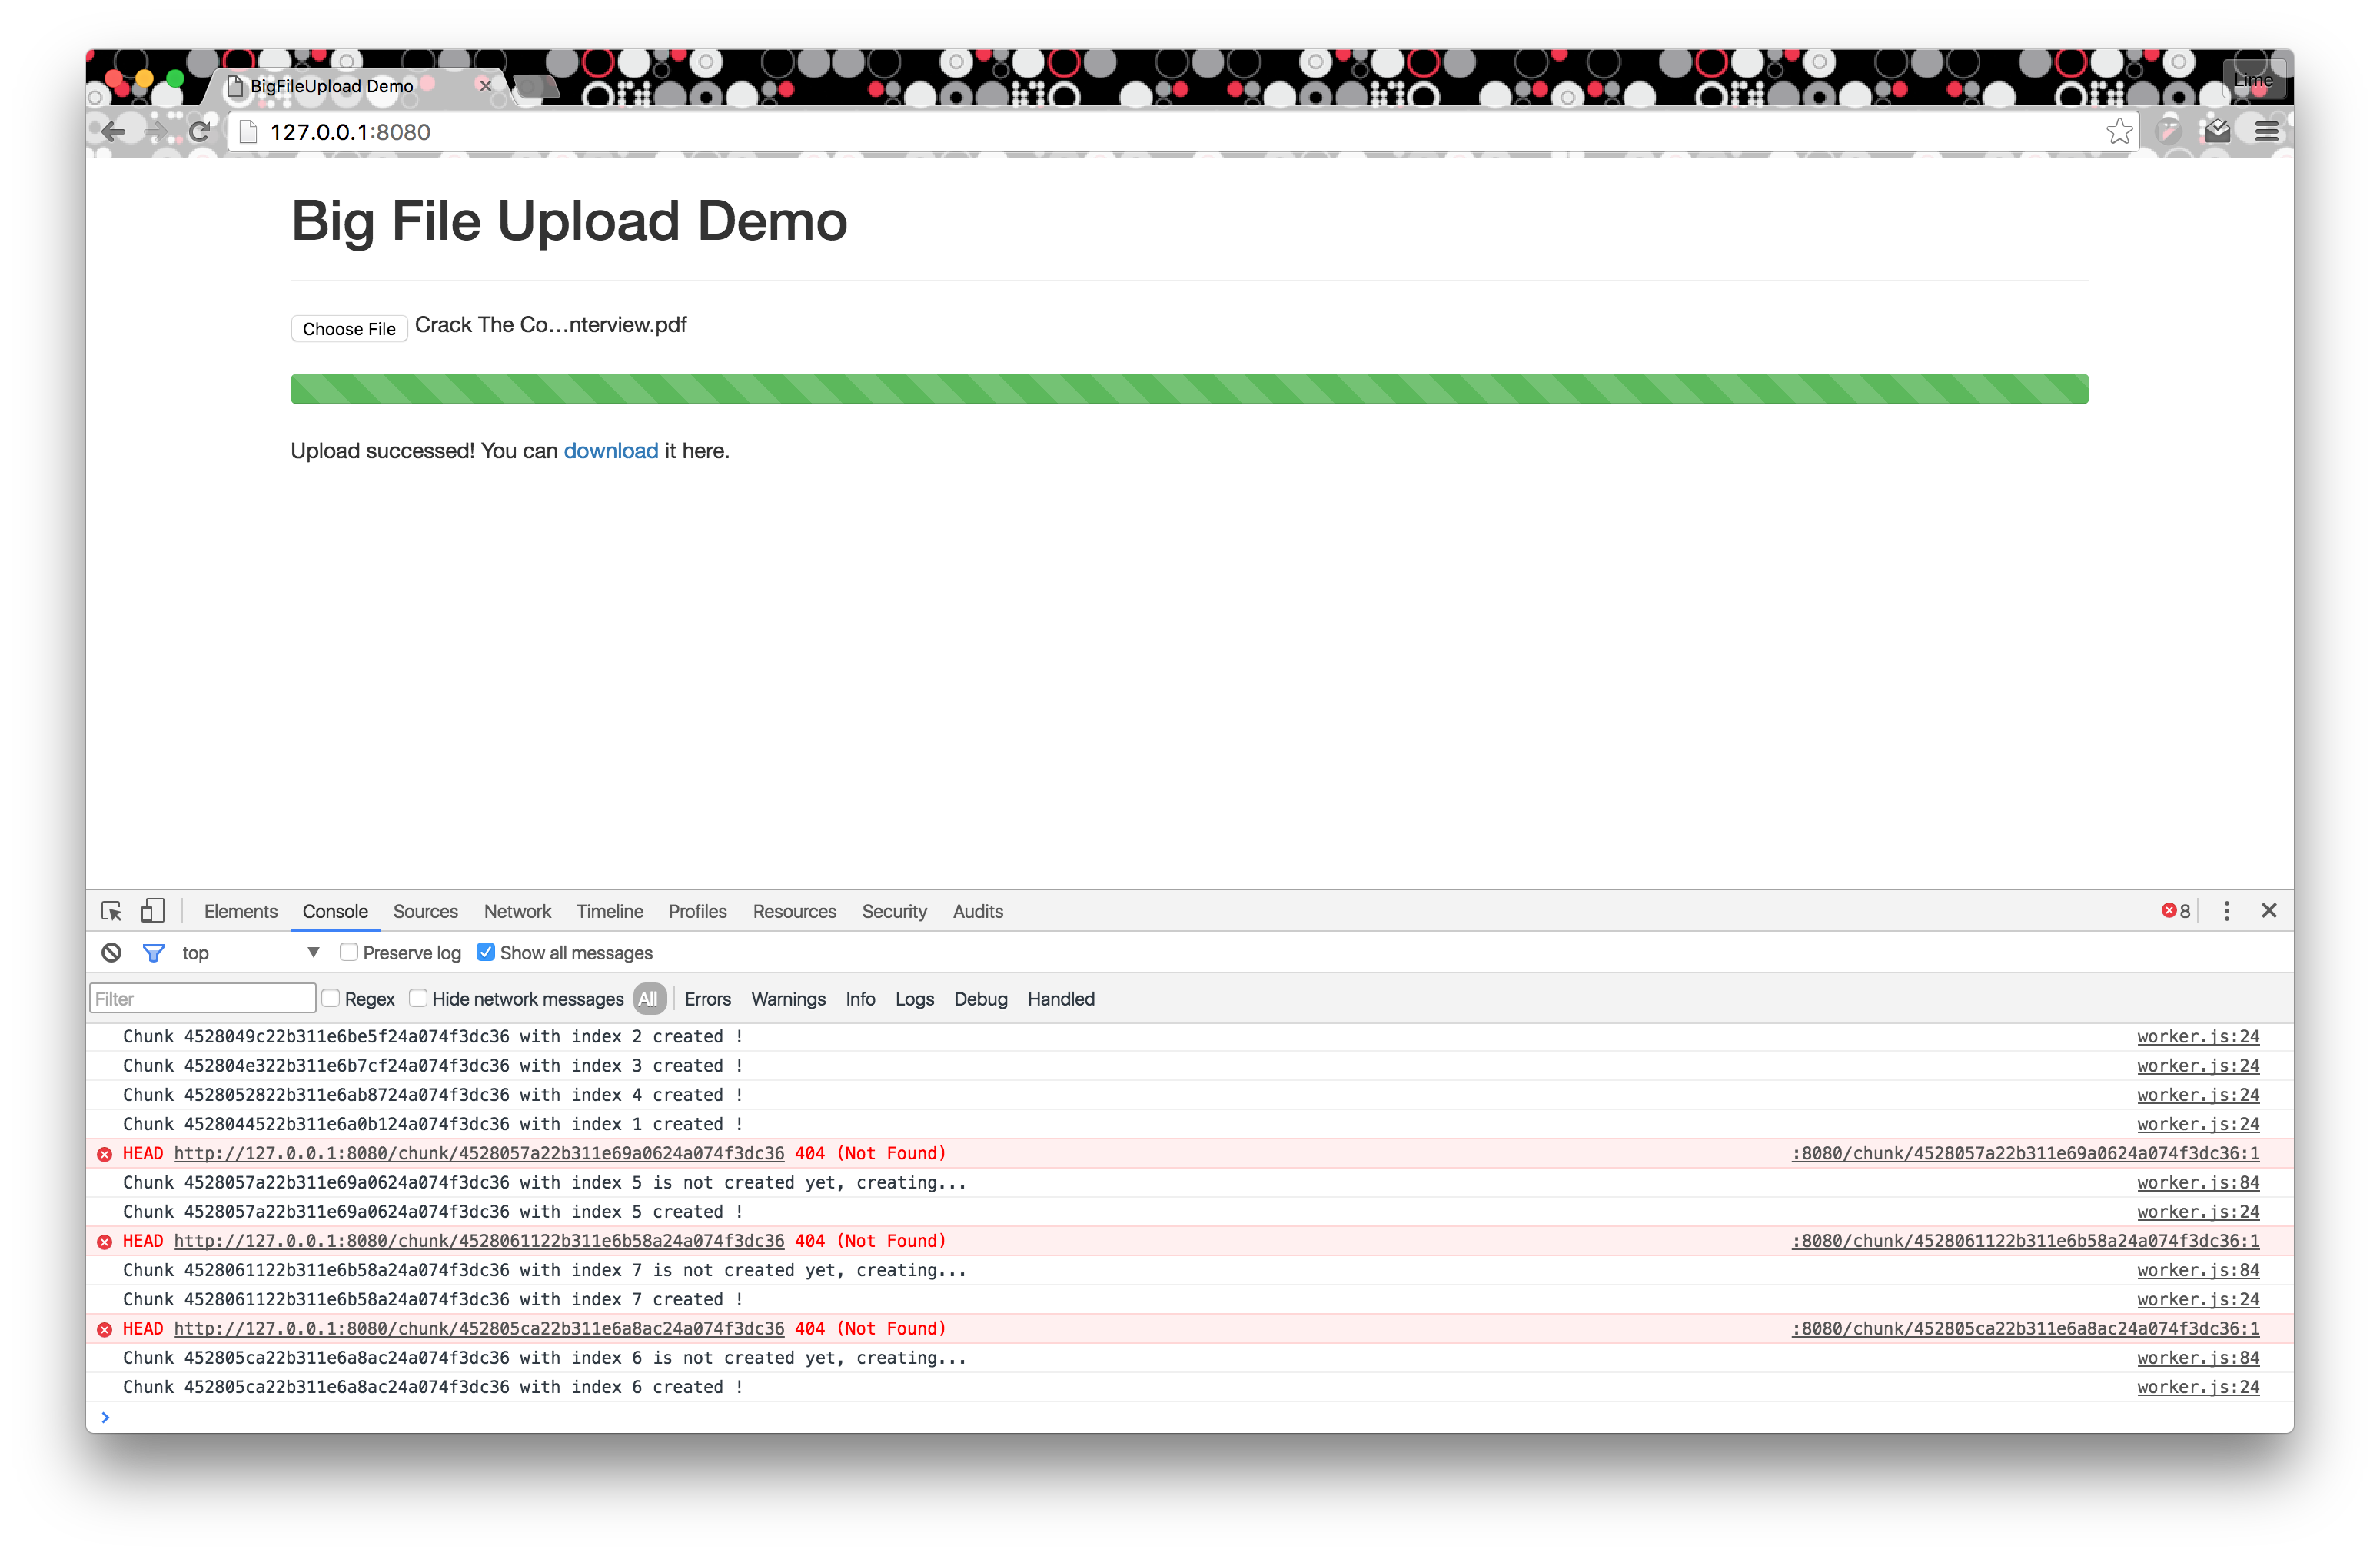 BigFileUpload Demo
Lime
127.0.0.1:8080
Big File Upload Demo
Choose File Crack The Co...nterview.pdf
Upload successed! You can download it here.
Elements Console Sources Network Timeline Profiles Resources Security Audits 8
top Preserve log Show all messages
Filter Regex Hide network messages All Errors Warnings Info Logs Debug Handled
Chunk 4528049c22b311e6be5f24a074f3dc36 with index 2 created ! worker.js:24
Chunk 452804e322b311e6b7cf24a074f3dc36 with index 3 created ! worker.js:24
Chunk 4528052822b311e6ab8724a074f3dc36 with index 4 created ! worker.js:24
Chunk 4528044522b311e6a0b124a074f3dc36 with index 1 created ! worker.js:24
HEAD http://127.0.0.1:8080/chunk/4528057a22b311e69a0624a074f3dc36 404 (Not Found) :8080/chunk/4528057a22b311e69a0624a074f3dc36:1
Chunk 4528057a22b311e69a0624a074f3dc36 with index 5 is not created yet, creating... worker.js:84
Chunk 4528057a22b311e69a0624a074f3dc36 with index 5 created ! worker.js:24
HEAD http://127.0.0.1:8080/chunk/4528061122b311e6b58a24a074f3dc36 404 (Not Found) :8080/chunk/4528061122b311e6b58a24a074f3dc36:1
Chunk 4528061122b311e6b58a24a074f3dc36 with index 7 is not created yet, creating... worker.js:84
Chunk 4528061122b311e6b58a24a074f3dc36 with index 7 created ! worker.js:24
HEAD http://127.0.0.1:8080/chunk/452805ca22b311e6a8ac24a074f3dc36 404 (Not Found) :8080/chunk/452805ca22b311e6a8ac24a074f3dc36:1
Chunk 452805ca22b311e6a8ac24a074f3dc36 with index 6 is not created yet, creating... worker.js:84
Chunk 452805ca22b311e6a8ac24a074f3dc36 with index 6 created ! worker.js:24